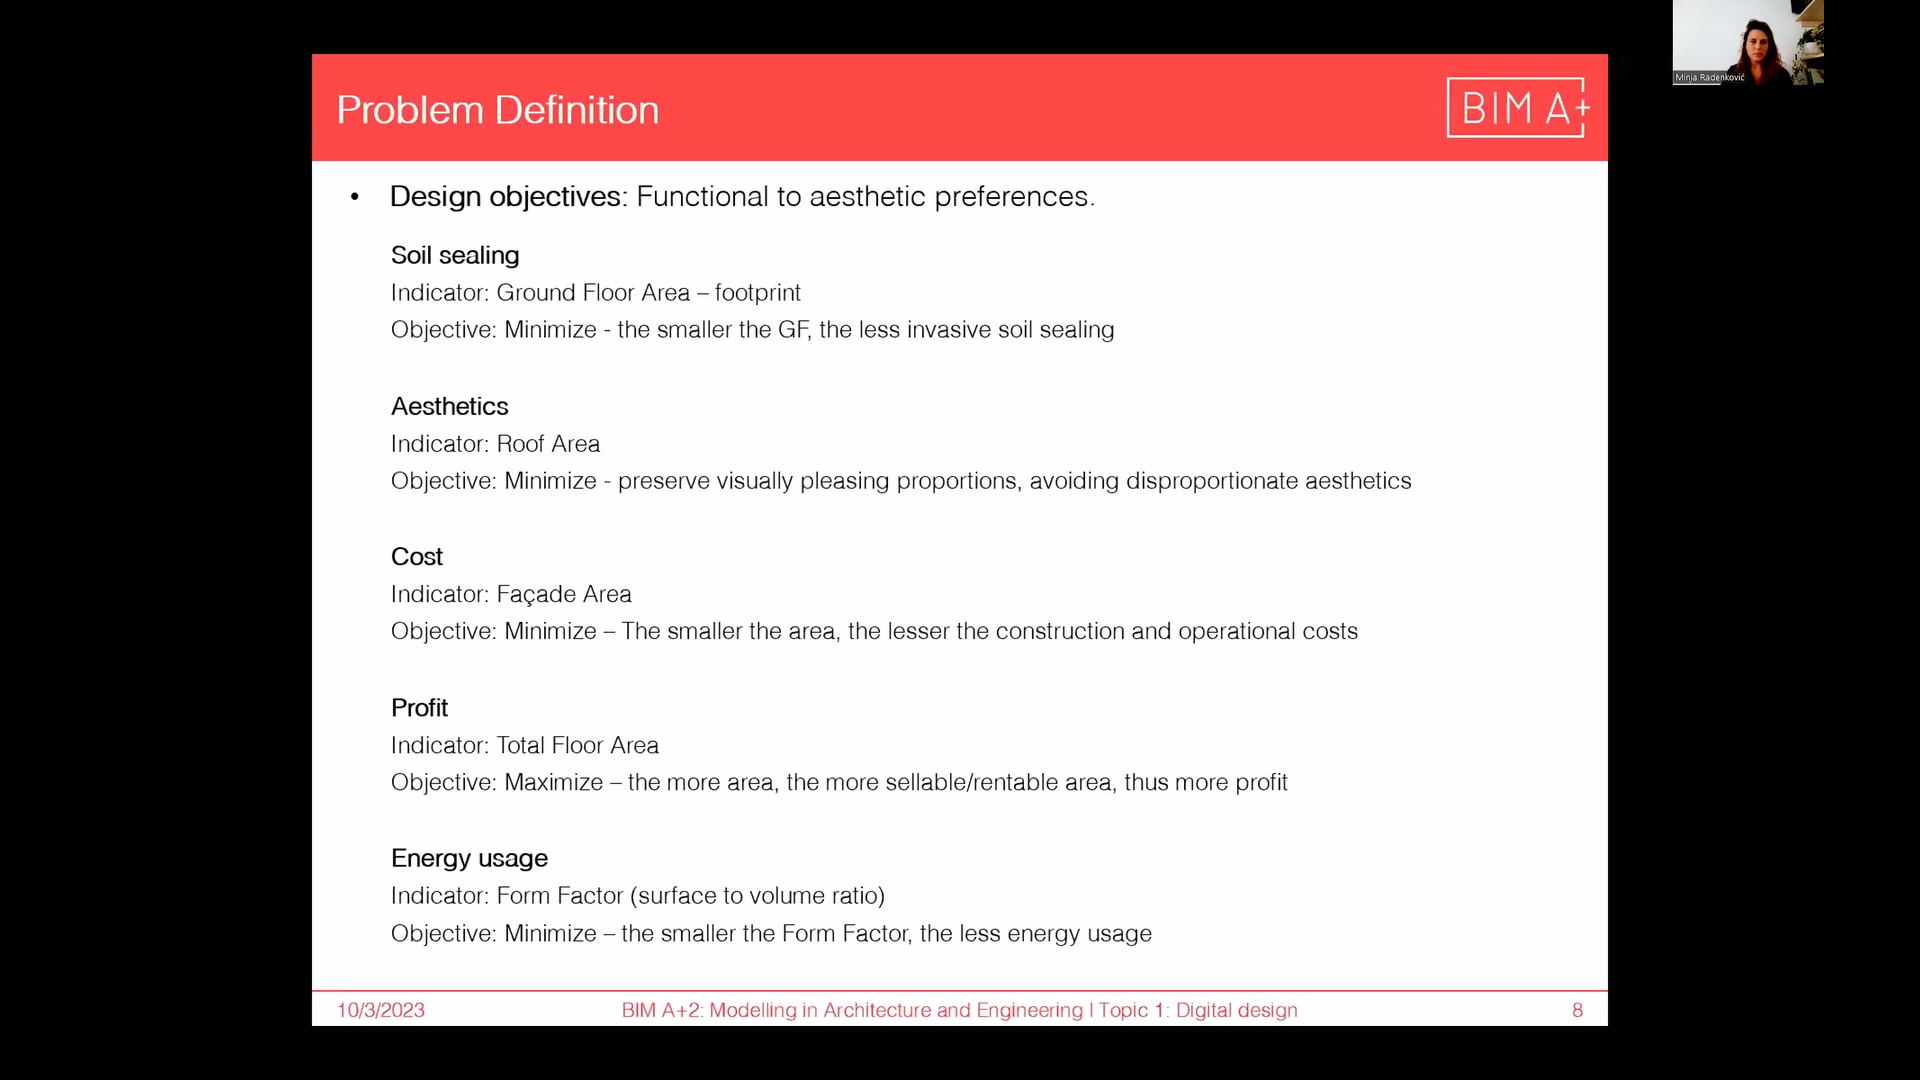 Minja Radenković
Problem Definition
BIM A+
• Design objectives: Functional to aesthetic preferences.
Soil sealing
Indicator: Ground Floor Area – footprint
Objective: Minimize - the smaller the GF, the less invasive soil sealing
Aesthetics
Indicator: Roof Area
Objective: Minimize - preserve visually pleasing proportions, avoiding disproportionate aesthetics
Cost
Indicator: Façade Area
Objective: Minimize – The smaller the area, the lesser the construction and operational costs
Profit
Indicator: Total Floor Area
Objective: Maximize – the more area, the more sellable/rentable area, thus more profit
Energy usage
Indicator: Form Factor (surface to volume ratio)
Objective: Minimize – the smaller the Form Factor, the less energy usage
10/3/2023
BIM A+2: Modelling in Architecture and Engineering | Topic 1: Digital design
8